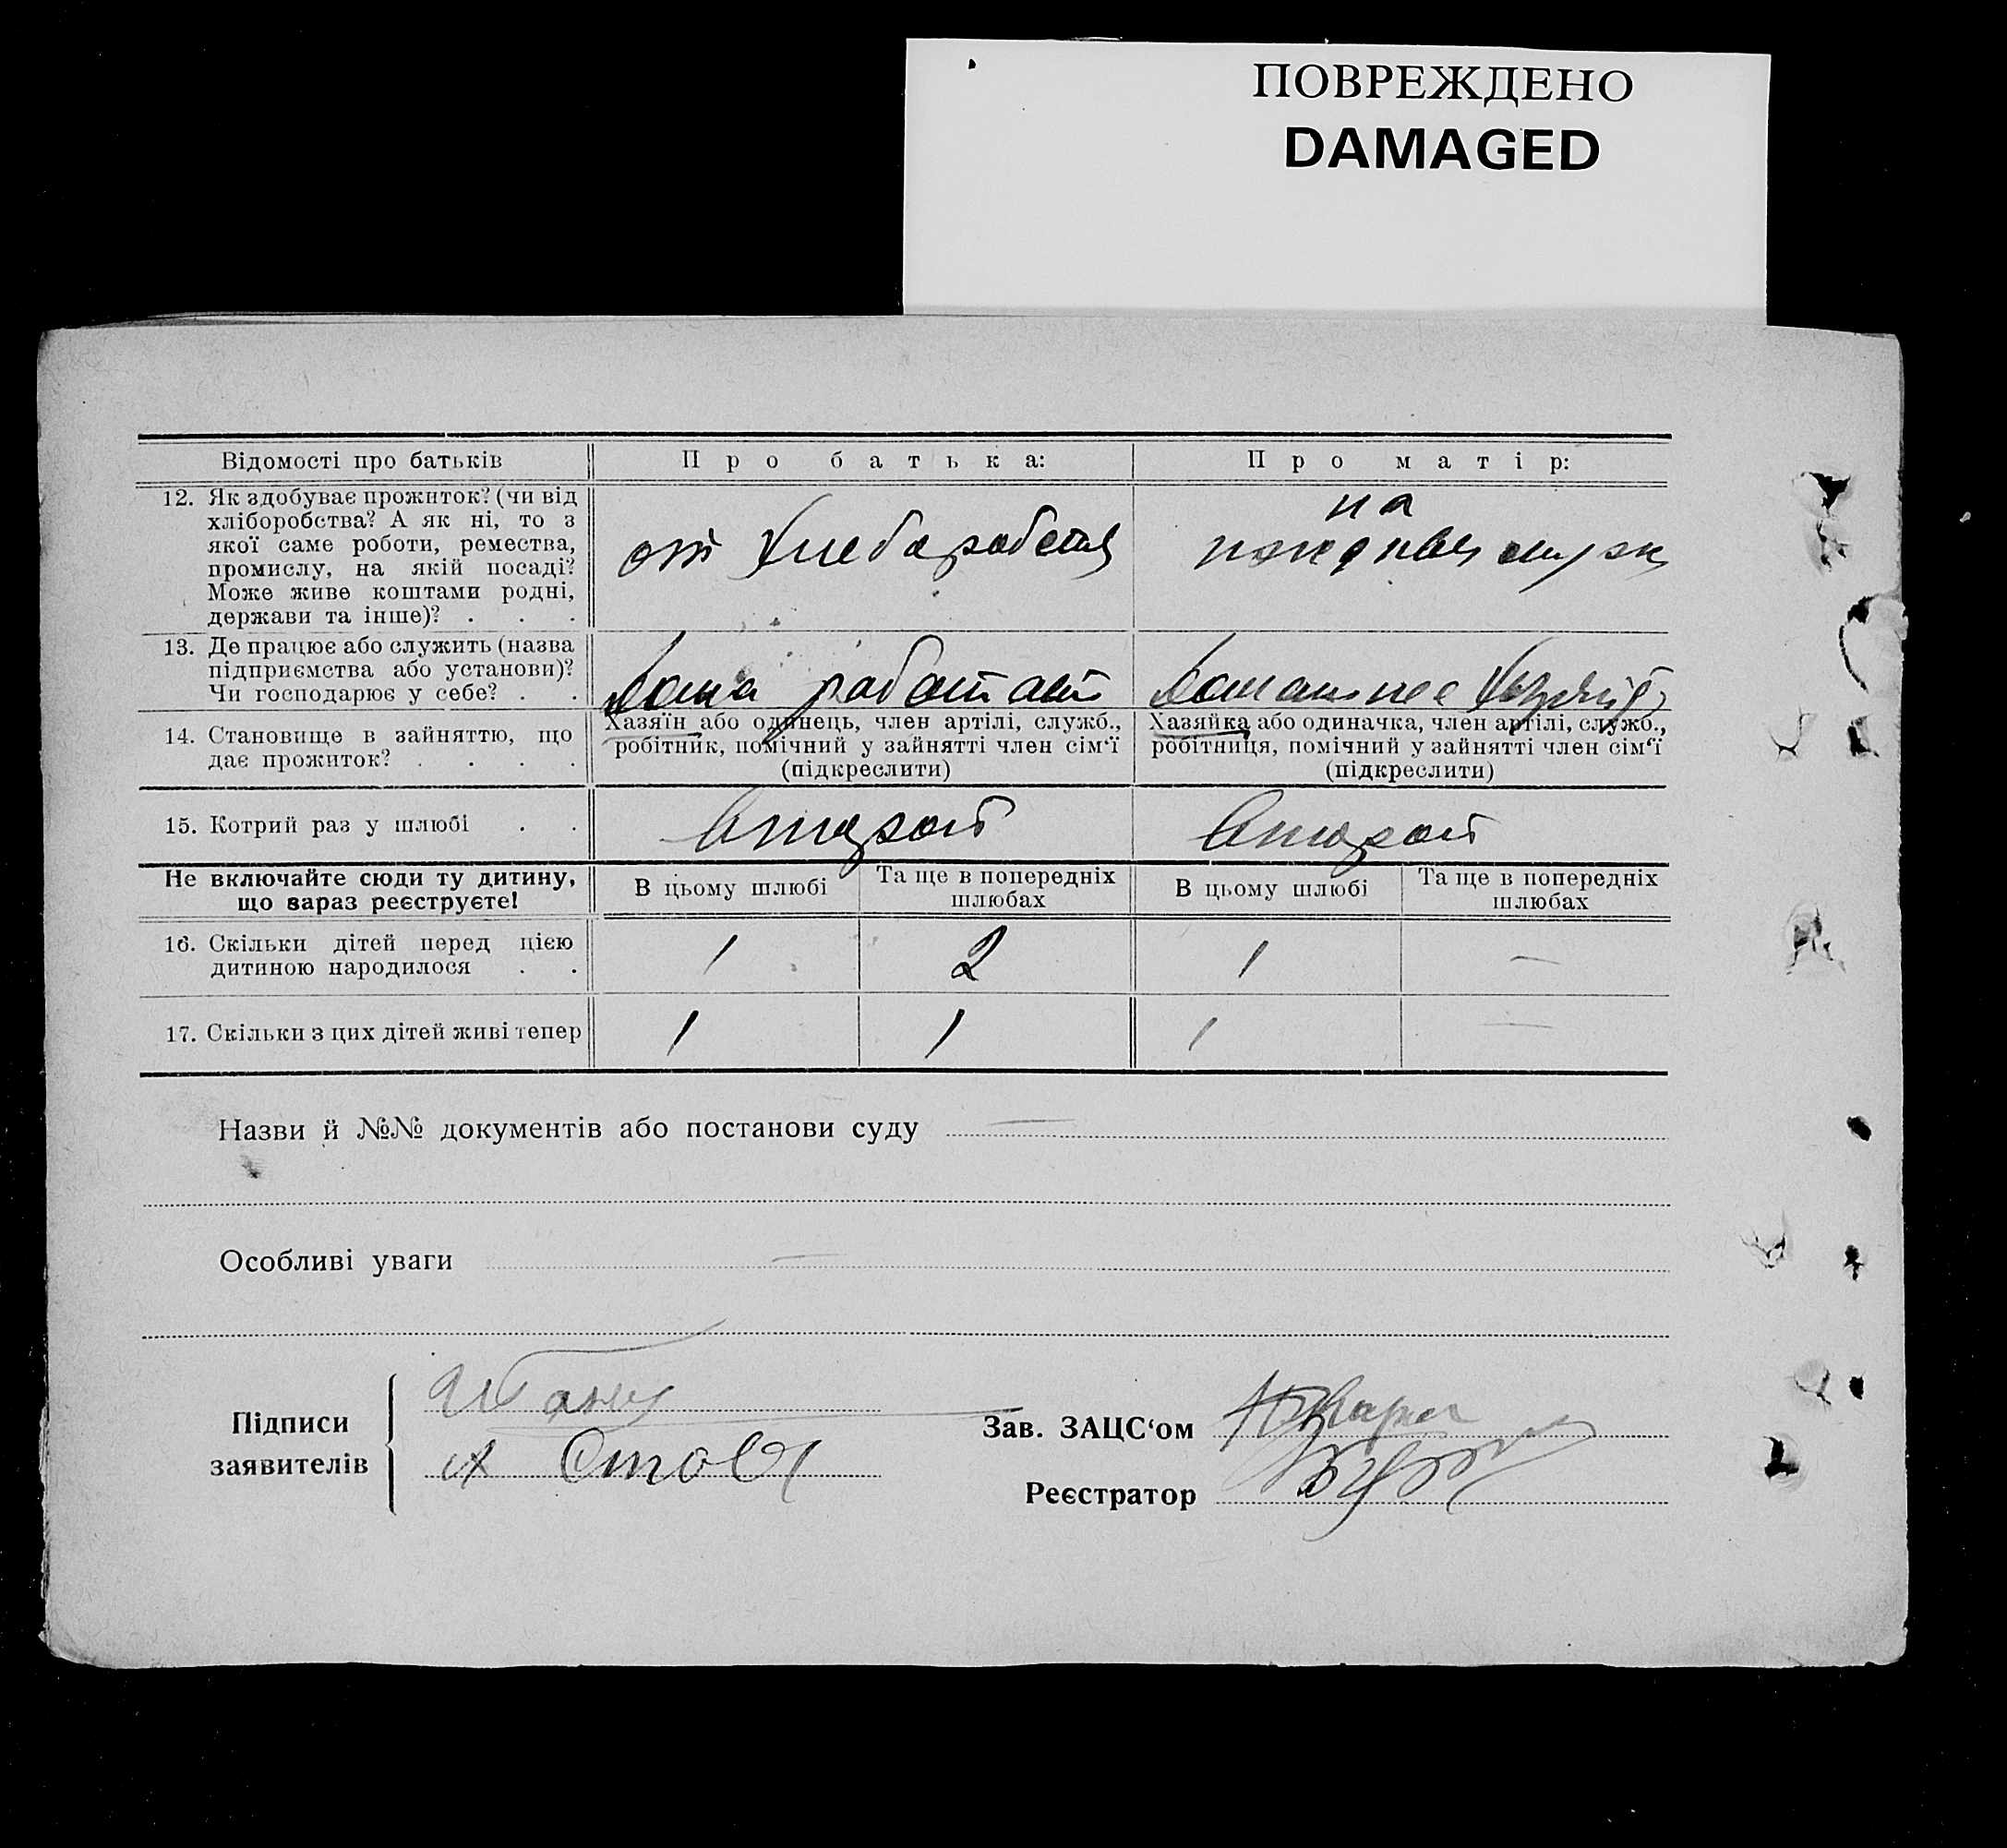 ПОВРЕЖДЕНО
DAMAGED
Відомості про батьків
Про батька:
Про матір:
12. Як здобуває прожиток? (чи від
хліборобства? А як ні, то з
якої саме роботи, ремества,
промислу, на якій посаді?
Може живе коштами родні,
держави та інше)? . . .
от хлебаробства
на
13. Де працює або служить (назва
підприємства або установи)?
Чи господарює у себе? . .
дома работает
домашнее
14. Становище в зайняттю, що
дає прожиток? . . . .
Хазяїн або одинець, член артілі, служб.,
робітник, помічний у зайнятті член сім'ї
(підкреслити)
Хазяйка або одиначка, член артілі, служб.,
робітниця, помічний у зайнятті член сім'ї
(підкреслити)
15. Котрий раз у шлюбі . .
второй
второй
Не включайте сюди ту дитину,
що вараз реєструєте!
В цьому шлюбі
Та ще в попередніх
шлюбах
В цьому шлюбі
Та ще в попередніх
шлюбах
16. Скільки дітей перед цією
дитиною народилося . .
1
2
1
—
17. Скільки з цих дітей живі тепер
1
1
1
—
Назви й №№ документів або постанови суду —
Особливі уваги —
Підписи
заявителів
Зав. ЗАЦС'ом
Реєстратор